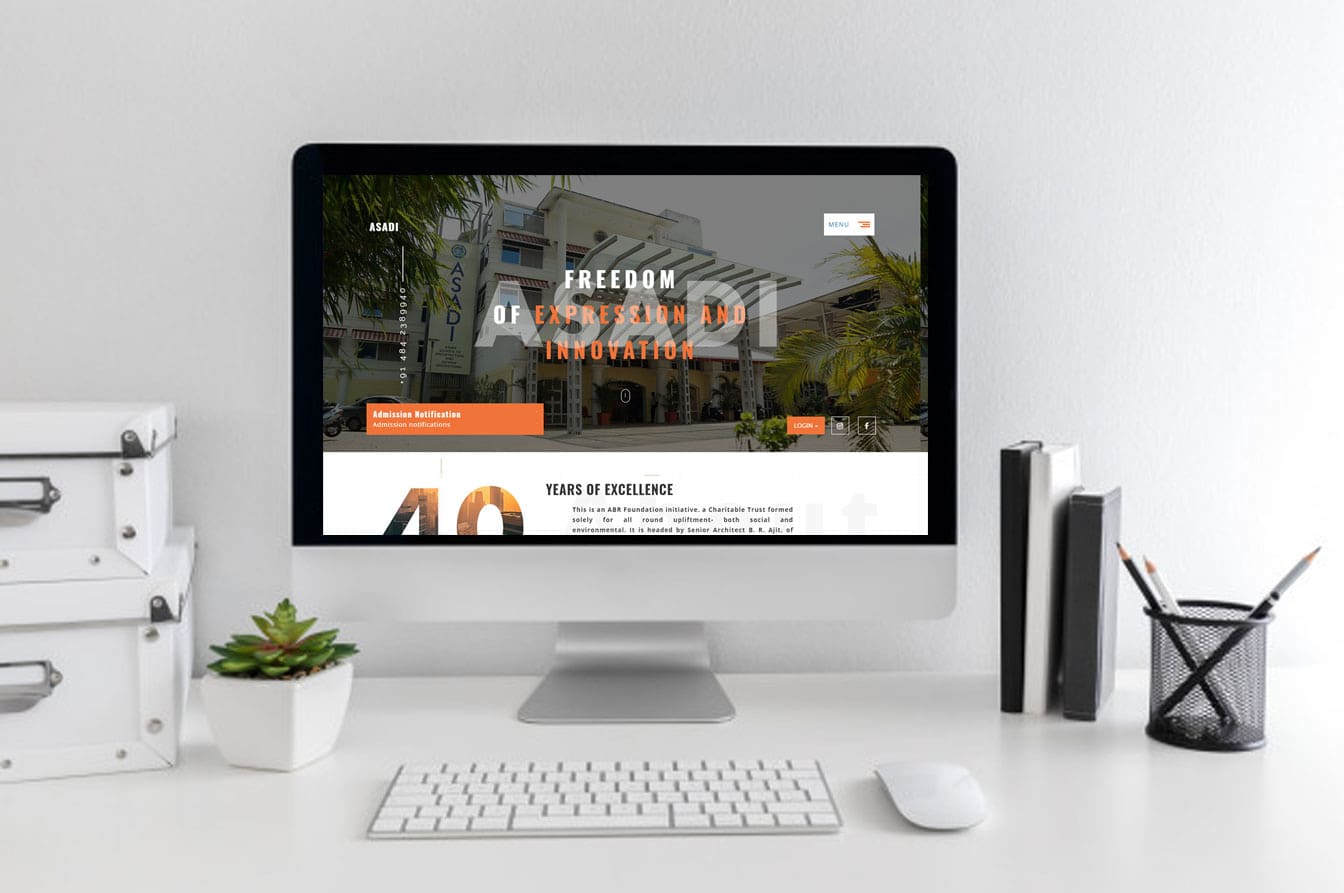 ASADI
MENU
+91 484 2389940
ASADI
ASADI
FREEDOM
OF EXPRESSION AND
INNOVATION
Admission Notification
Admission notifications
LOGIN
40
YEARS OF EXCELLENCE
This is an ABR Foundation initiative, a Charitable Trust formed
solely for all round upliftment- both social and
environmental. It is headed by Senior Architect B. R. Ajit, of